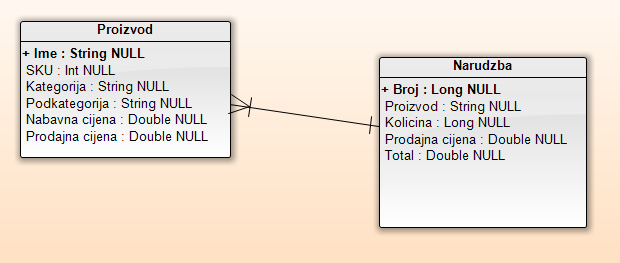 Proizvod
+ Ime : String NULL
SKU : Int NULL
Kategorija : String NULL
Podkategorija : String NULL
Nabavna cijena : Double NULL
Prodajna cijena : Double NULL
Narudzba
+ Broj : Long NULL
Proizvod : String NULL
Kolicina : Long NULL
Prodajna cijena : Double NULL
Total : Double NULL